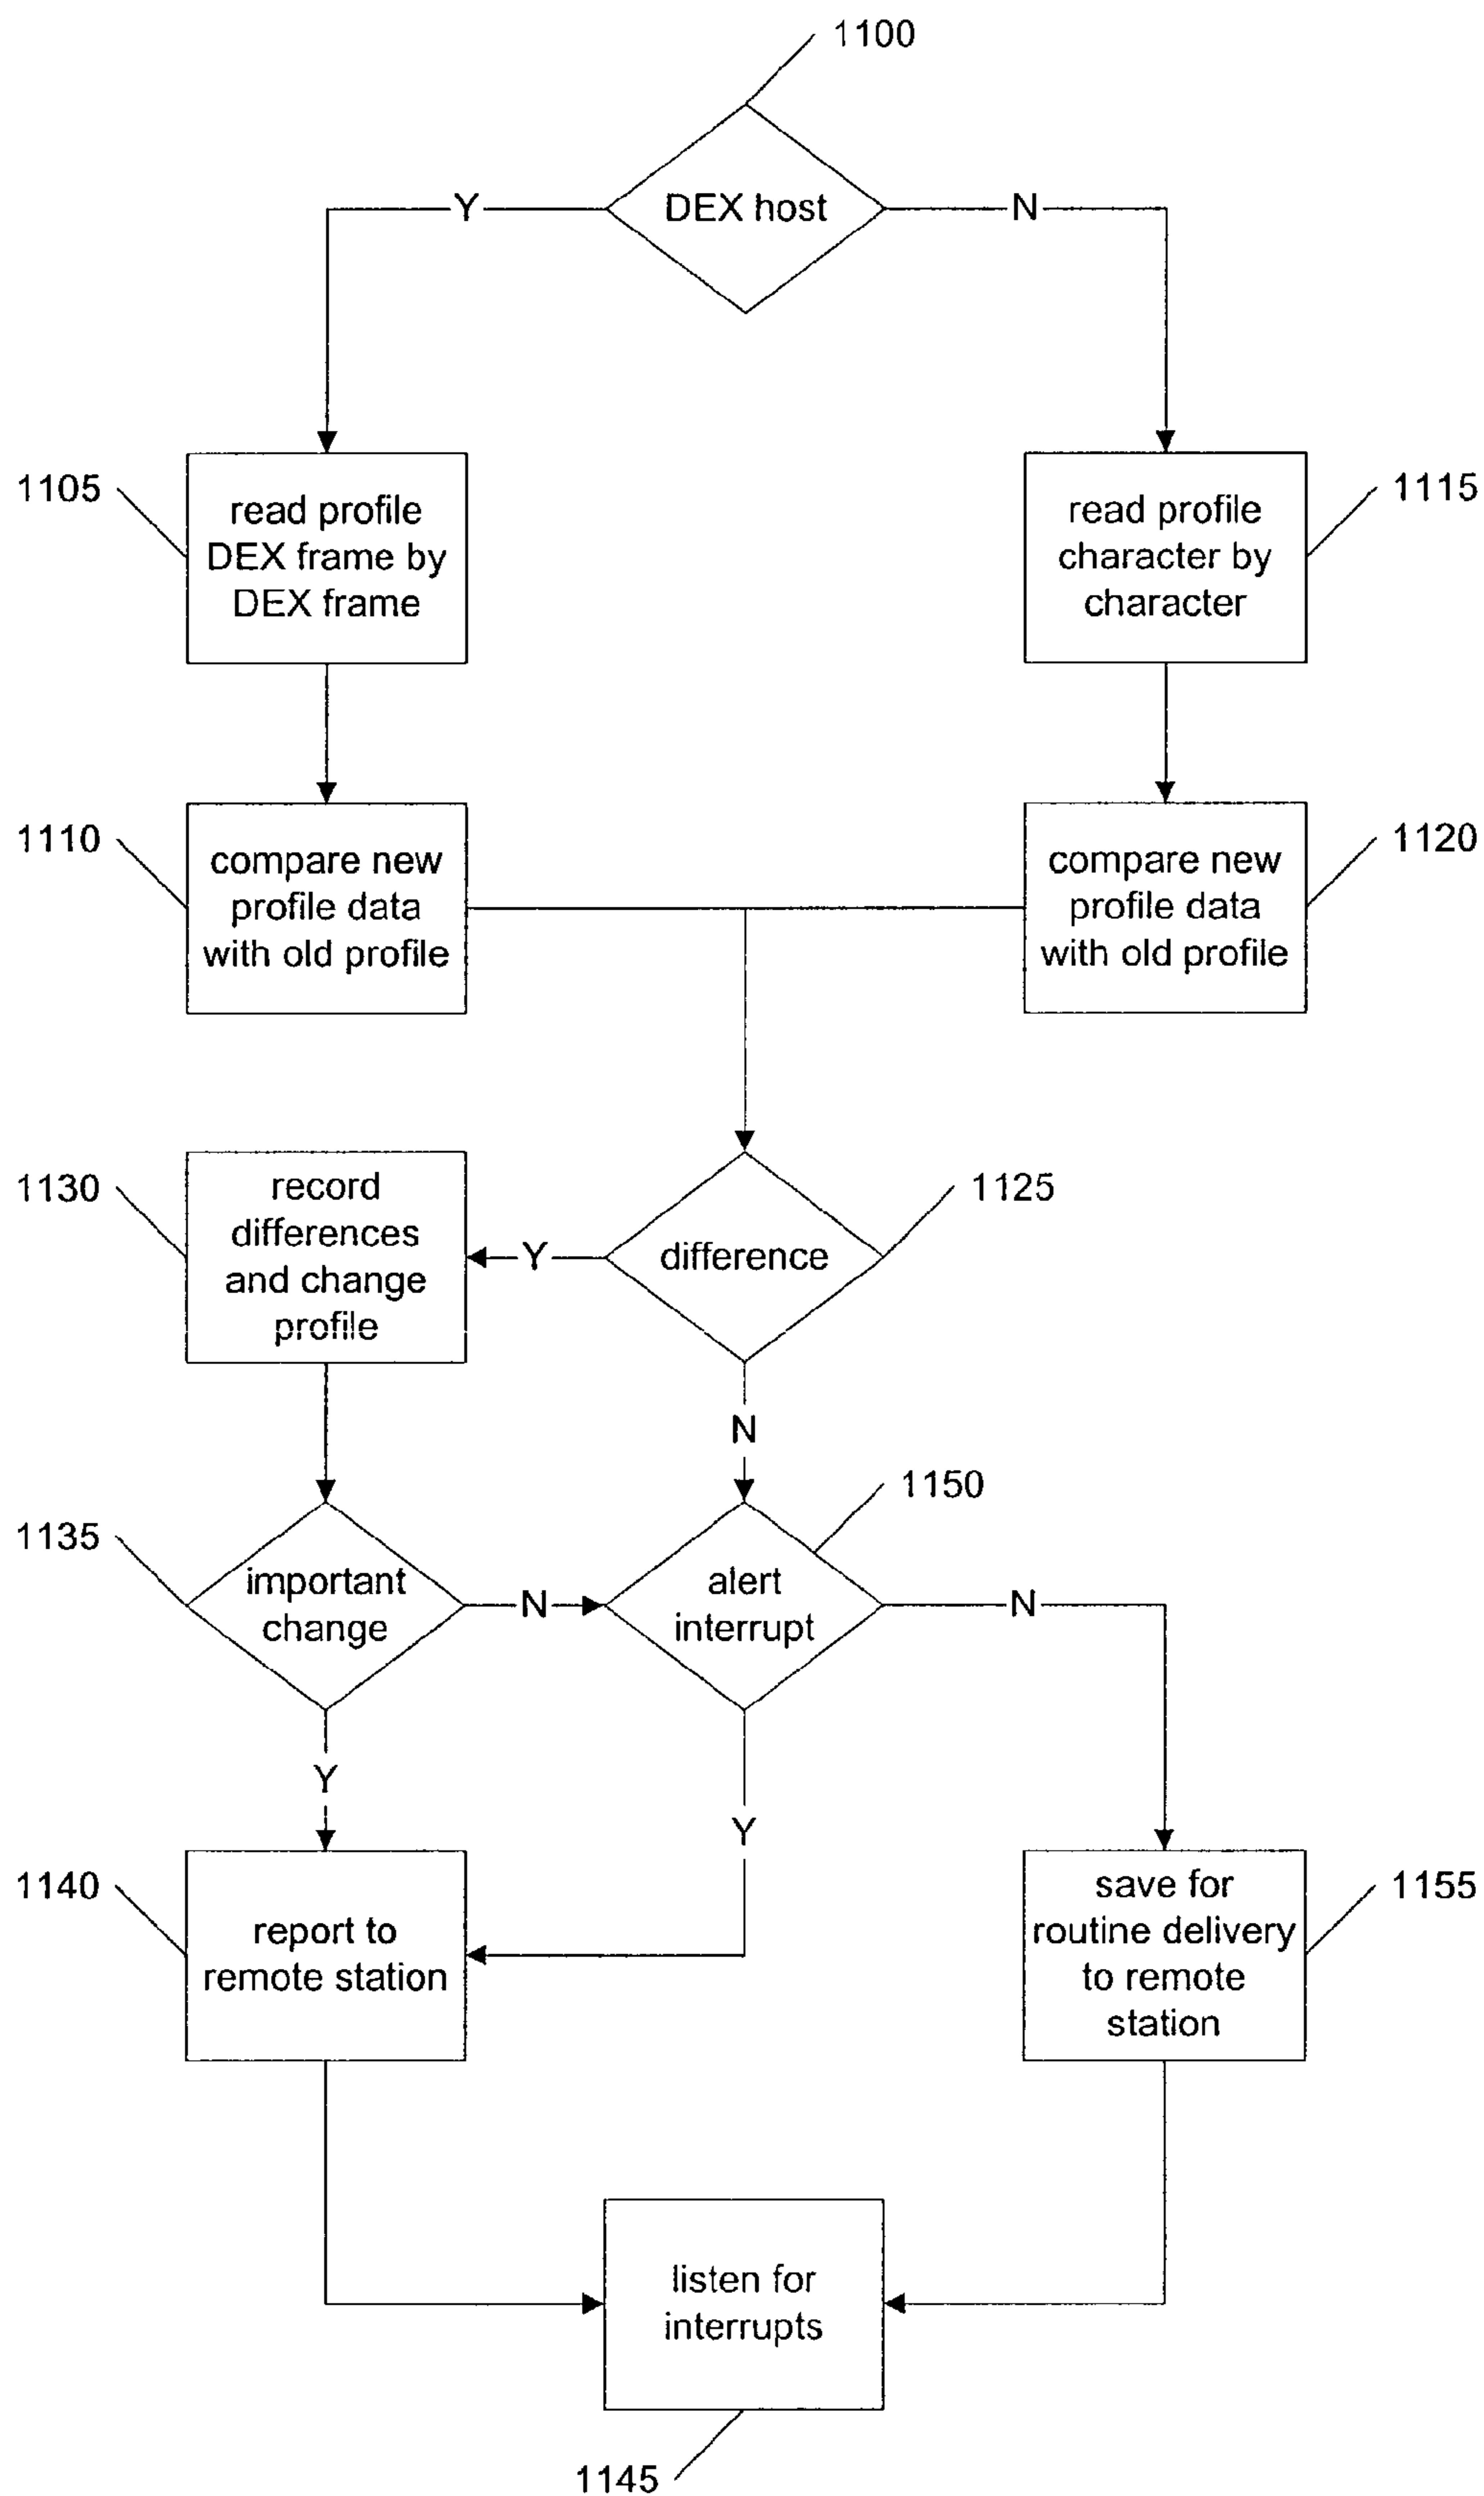 1100
DEX host
Y
N
1105
read profile
DEX frame by
DEX frame
1115
read profile
character by
character
1110
compare new
profile data
with old profile
1120
compare new
profile data
with old profile
1130
record
differences
and change
profile
Y
difference
1125
N
1135
important
change
N
alert
interrupt
1150
N
Y
Y
1140
report to
remote station
1155
save for
routine delivery
to remote
station
listen for
interrupts
1145